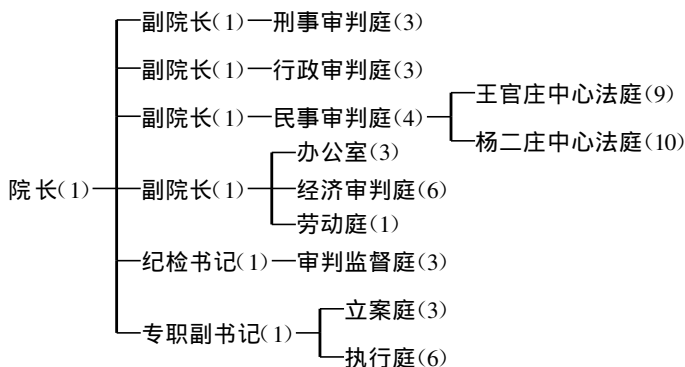 副院长(1)—刑事审判庭(3)
副院长(1)—行政审判庭(3)
王官庄中心法庭(9)
副院长(1)—民事审判庭(4)
杨二庄中心法庭(10)
办公室(3)
院长(1)
副院长(1)
经济审判庭(6)
劳动庭(1)
纪检书记(1)—审判监督庭(3)
立案庭(3)
专职副书记(1)
执行庭(6)